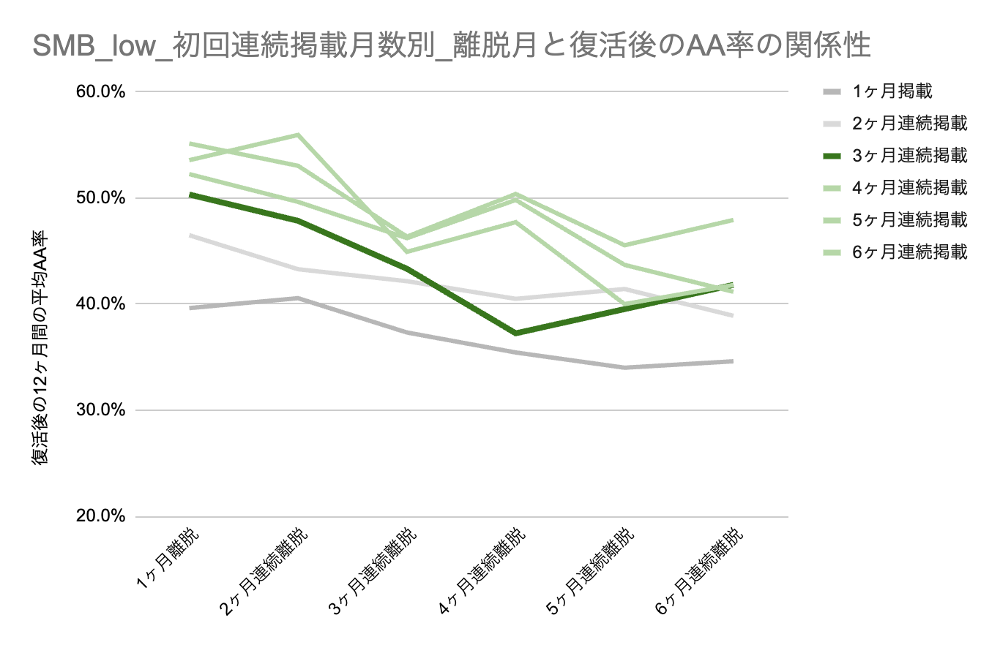 SMB_low_初回連続掲載月数別_離脱月と復活後のAA率の関係性
60.0%
50.0%
40.0%
30.0%
20.0%
復活後の12ヶ月間の平均AA率
1ヶ月離脱
2ヶ月連続離脱
3ヶ月連続離脱
4ヶ月連続離脱
5ヶ月連続離脱
6ヶ月連続離脱
1ヶ月掲載
2ヶ月連続掲載
3ヶ月連続掲載
4ヶ月連続掲載
5ヶ月連続掲載
6ヶ月連続掲載